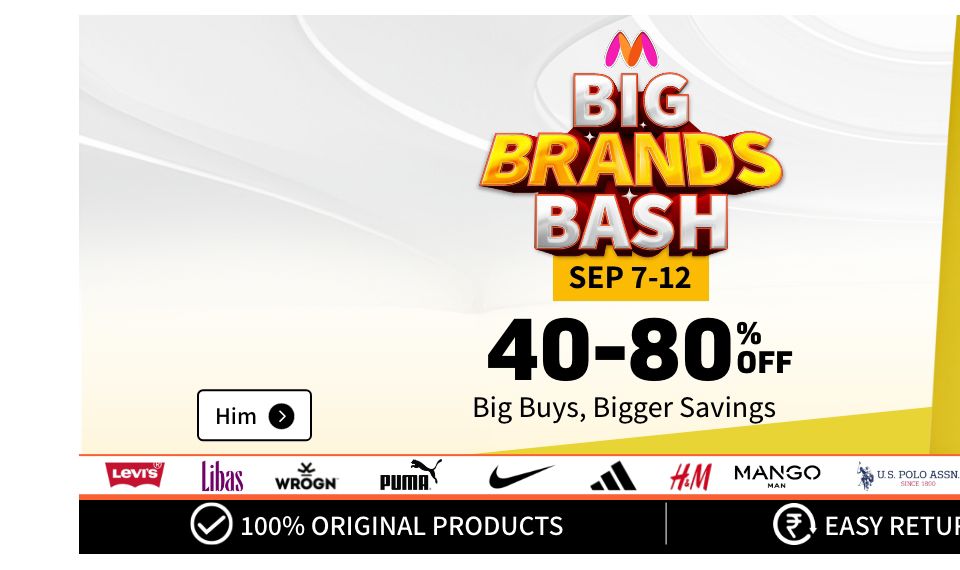 BIG
BRANDS
BASH
SEP 7-12
40-80% OFF
Big Buys, Bigger Savings
Him
LEVI'S Libas WROGN PUMA H&M MANGO MAN U.S. POLO ASSN. SINCE 1890
100% ORIGINAL PRODUCTS EASY RETUR